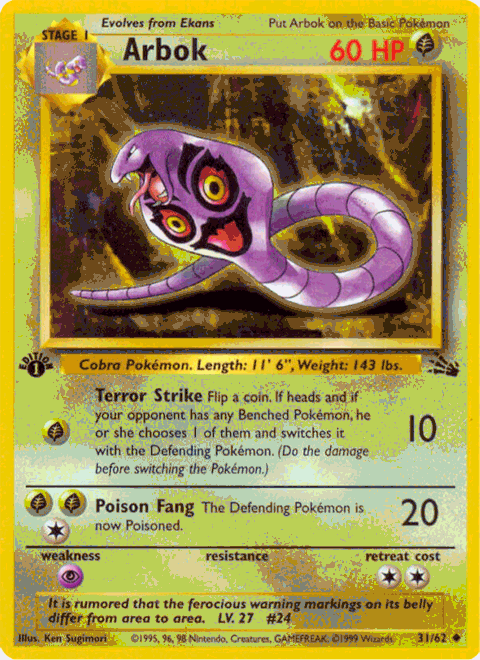 Evolves from Ekans
Put Arbok on the Basic Pokémon
STAGE 1
Arbok
60 HP
EDITION
1
Cobra Pokémon. Length: 11' 6", Weight: 143 lbs.
Terror Strike Flip a coin. If heads and if
your opponent has any Benched Pokémon, he
or she chooses 1 of them and switches it
with the Defending Pokémon. (Do the damage
before switching the Pokémon.)
10
Poison Fang The Defending Pokémon is
now Poisoned.
20
weakness
resistance
retreat cost
It is rumored that the ferocious warning markings on its belly
differ from area to area. LV. 27 #24
Illus. Ken Sugimori
©1995, 96, 98 Nintendo, Creatures, GAMEFREAK. ©1999 Wizards.
31/62